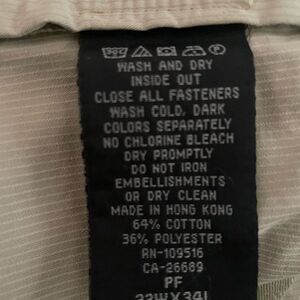 WASH AND DRY
INSIDE OUT
CLOSE ALL FASTENERS
WASH COLD, DARK
COLORS SEPARATELY
NO CHLORINE BLEACH
DRY PROMPTLY
DO NOT IRON
EMBELLISHMENTS
OR DRY CLEAN
MADE IN HONG KONG
64% COTTON
36% POLYESTER
RN-109516
CA-26689
PF